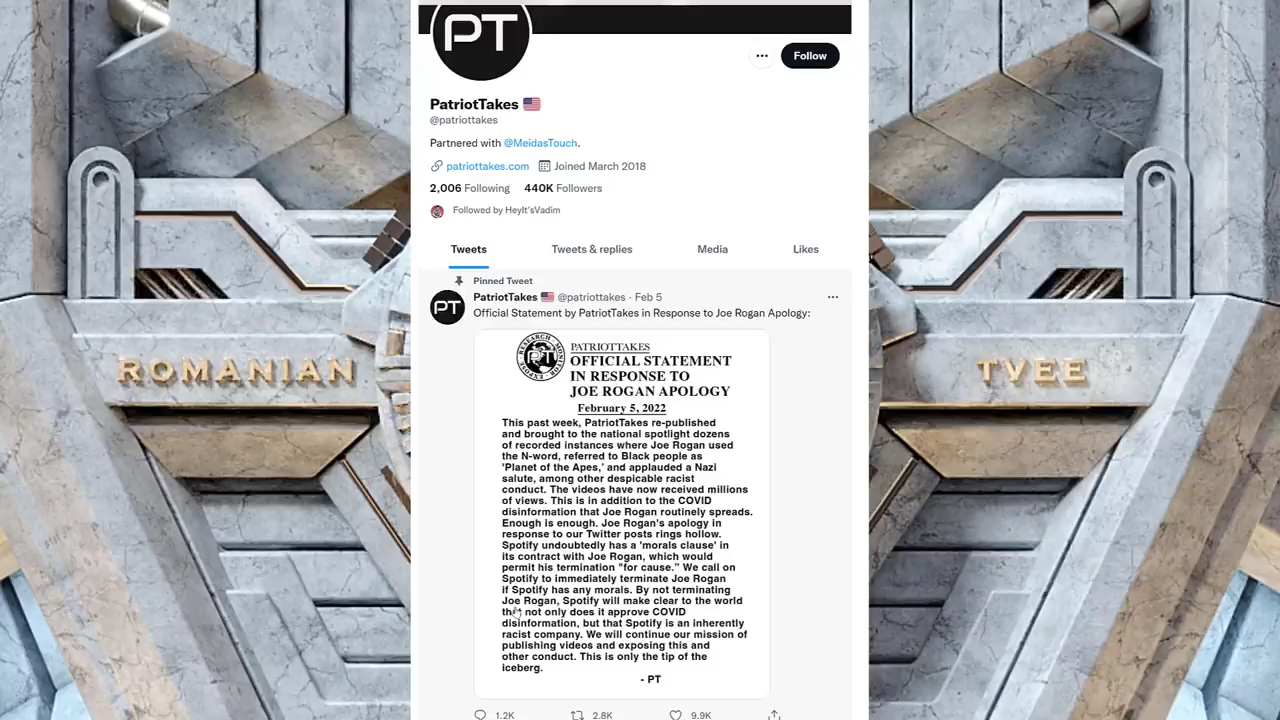 PT
Follow
PatriotTakes 🇺🇸
@patriottakes
Partnered with @MeidasTouch.
patriottakes.com Joined March 2018
2,006 Following 440K Followers
Followed by HeyIt'sVadim
Tweets Tweets & replies Media Likes
Pinned Tweet
PatriotTakes 🇺🇸 @patriottakes · Feb 5
PT
Official Statement by PatriotTakes in Response to Joe Rogan Apology:
PT
PATRIOTTAKES
OFFICIAL STATEMENT
IN RESPONSE TO
JOE ROGAN APOLOGY
February 5, 2022
This past week, PatriotTakes re-published
and brought to the national spotlight dozens
of recorded instances where Joe Rogan used
the N-word, referred to Black people as
'Planet of the Apes,' and applauded a Nazi
salute, among other despicable racist
conduct. The videos have now received millions
of views. This is in addition to the COVID
disinformation that Joe Rogan routinely spreads.
Enough is enough. Joe Rogan's apology in
response to our Twitter posts rings hollow.
Spotify undoubtedly has a 'morals clause' in
its contract with Joe Rogan, which would
permit his termination "for cause." We call on
Spotify to immediately terminate Joe Rogan
if Spotify has any morals. By not terminating
Joe Rogan, Spotify will make clear to the world
that not only does it approve COVID
disinformation, but that Spotify is an inherently
racist company. We will continue our mission of
publishing videos and exposing this and
other conduct. This is only the tip of the
iceberg.
- PT
1.2K 2.8K 9.9K
ROMANIAN
TVEE